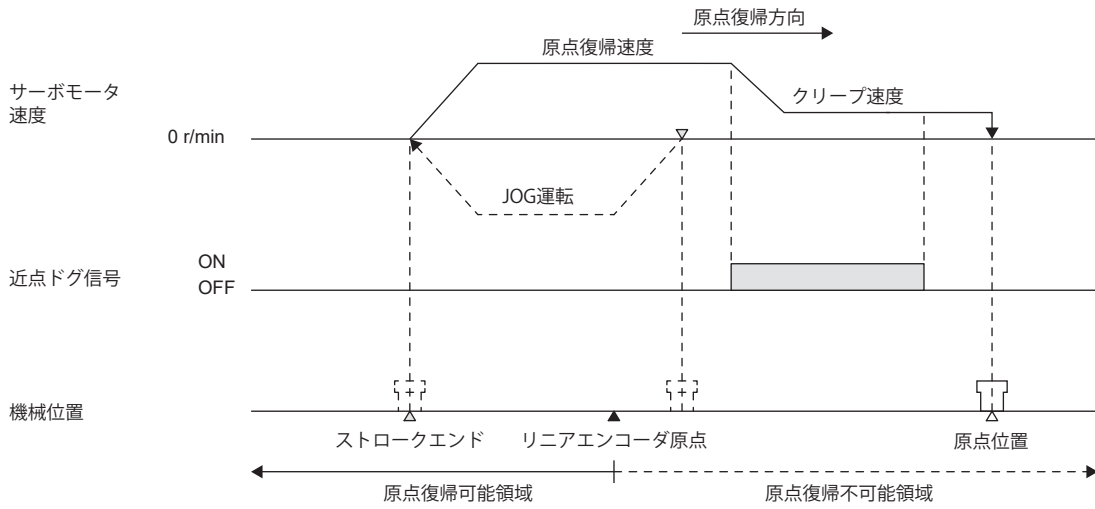 原点復帰方向
原点復帰速度
サーボモータ
速度
クリープ速度
0 r/min
JOG運転
ON
近点ドグ信号
OFF
機械位置
ストロークエンド
リニアエンコーダ原点
原点位置
原点復帰可能領域
原点復帰不可能領域